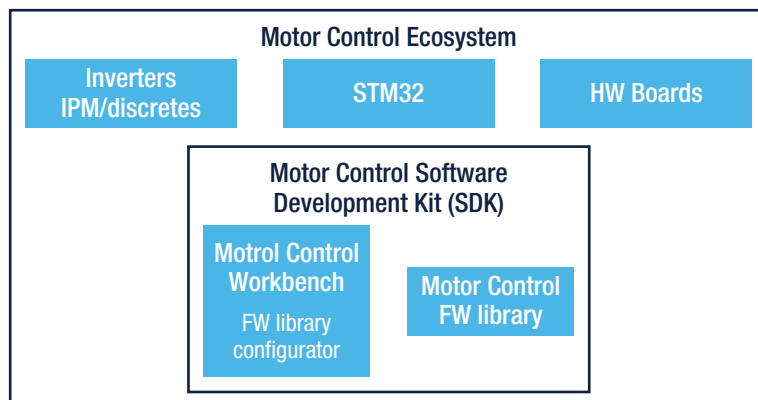 Motor Control Ecosystem
Inverters
IPM/discretes
STM32
HW Boards
Motor Control Software
Development Kit (SDK)
Motrol Control
Workbench
FW library
configurator
Motor Control
FW library